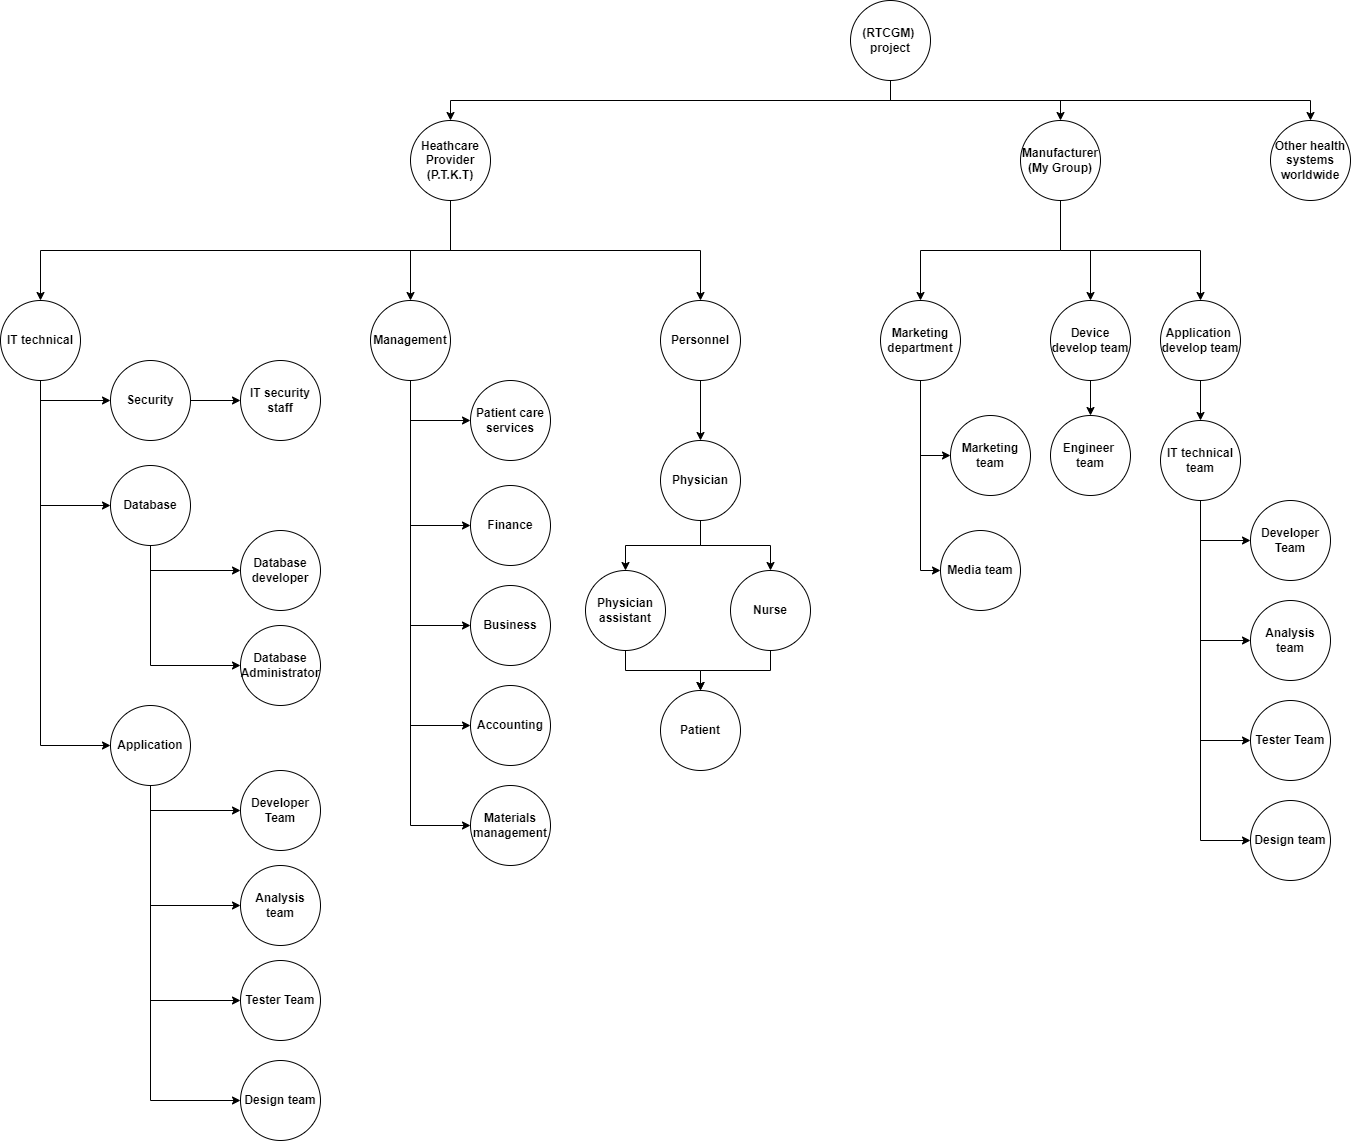 (RTCGM)
project
Heathcare
Provider
(P.T.K.T)
Manufacturer
(My Group)
Other health
systems
worldwide
IT technical
Management
Personnel
Marketing
department
Device
develop team
Application
develop team
Security
IT security
staff
Patient care
services
Marketing
team
Engineer
team
IT technical
team
Physician
Database
Finance
Developer
Team
Database
developer
Media team
Physician
assistant
Nurse
Business
Analysis
team
Database
Administrator
Accounting
Patient
Tester Team
Application
Developer
Team
Materials
management
Design team
Analysis
team
Tester Team
Design team